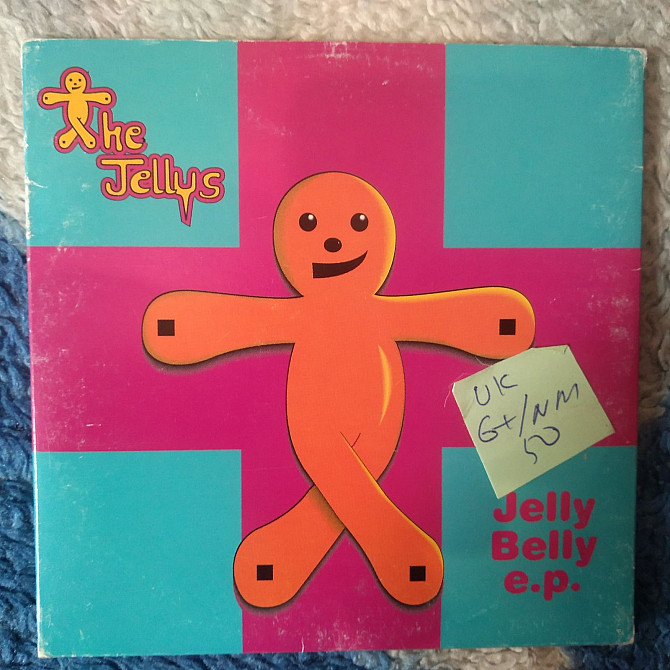 The
Jellys
UK
G+/NM
50
Jelly
Belly
e.p.